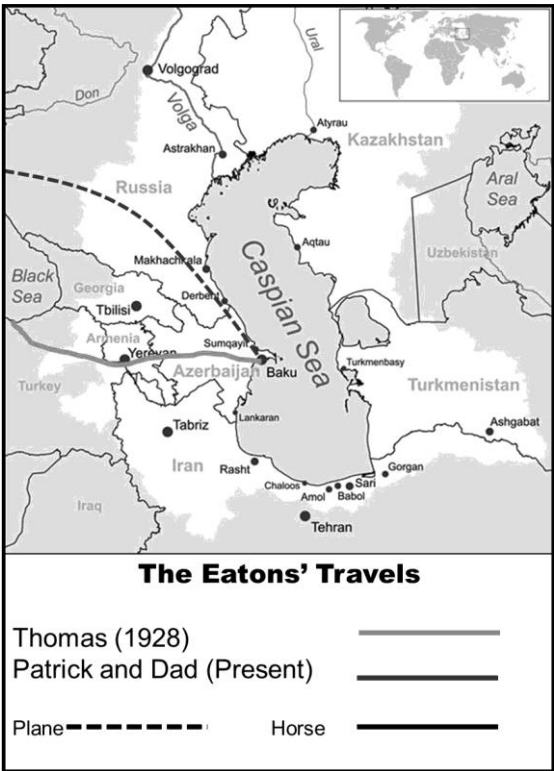 Volgograd
Ural
Don
Volga
Atyrau
Astrakhan
Kazakhstan
Russia
Aral
Sea
Makhachkala
Aqtau
Caspian Sea
Uzbekistan
Black
Sea
Georgia
Derbent
Tbilisi
Armenia
Sumqayit
Yerevan
Azerbaijan
Baku
Turkmenbasy
Turkey
Turkmenistan
Lankaran
Tabriz
Ashgabat
Iran
Rasht
Gorgan
Chaloos
Sari
Amol
Babol
Iraq
Tehran
The Eatons' Travels
Thomas (1928)
Patrick and Dad (Present)
Plane
Horse